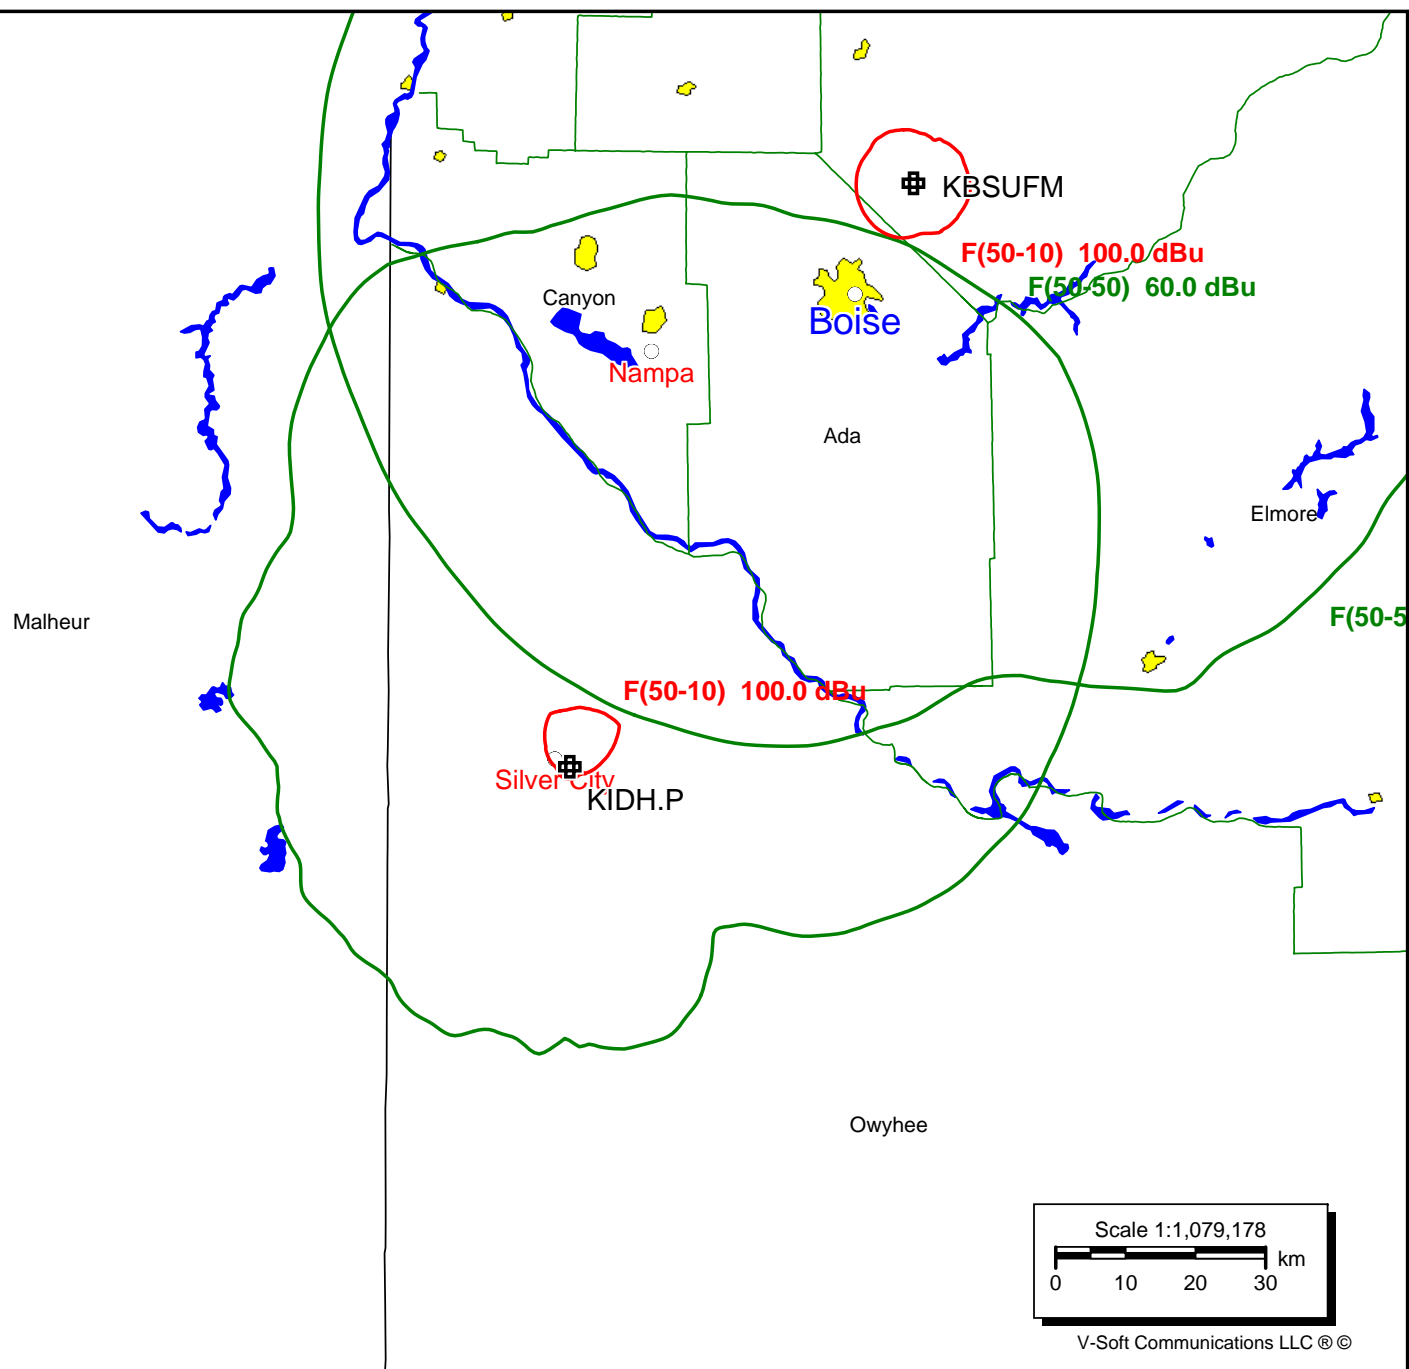 KBSUFM
F(50-10) 100.0 dBu
F(50-50) 60.0 dBu
Canyon
Boise
Nampa
Ada
Elmore
Malheur
F(50-5
F(50-10) 100.0 dBu
Silver City
KIDH.P
Owyhee
Scale 1:1,079,178
km
0 10 20 30
V-Soft Communications LLC ® ©